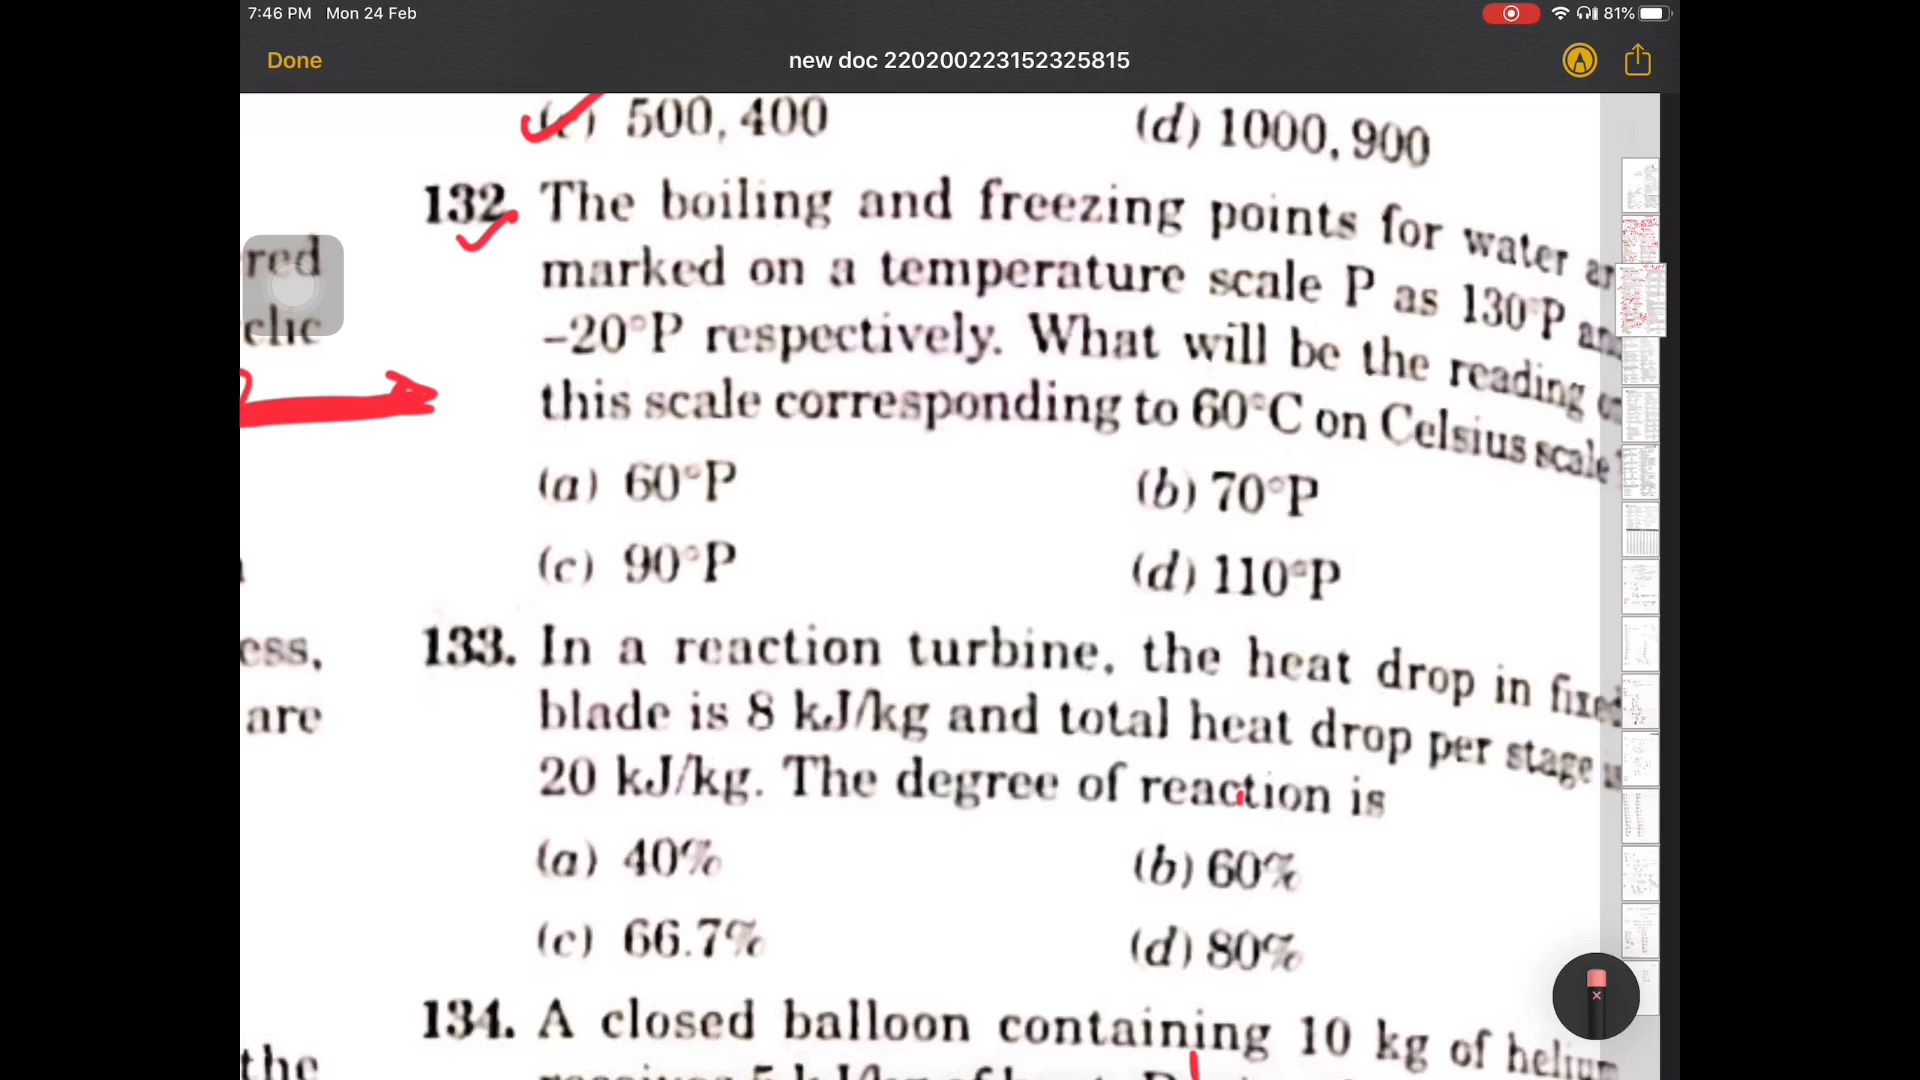 7:46 PM Mon 24 Feb
81%
Done
new doc 220200223152325815
(c) 500, 400
(d) 1000, 900
132. The boiling and freezing points for water
marked on a temperature scale P as 130°P
–20°P respectively. What will be the reading
this scale corresponding to 60°C on Celsius scale
(a) 60°P
(b) 70°P
(c) 90°P
(d) 110°P
133. In a reaction turbine, the heat drop in fixed
blade is 8 kJ/kg and total heat drop per stage
20 kJ/kg. The degree of reaction is
(a) 40%
(b) 60%
(c) 66.7%
(d) 80%
134. A closed balloon containing 10 kg of helium
red
clic
ess,
are
the